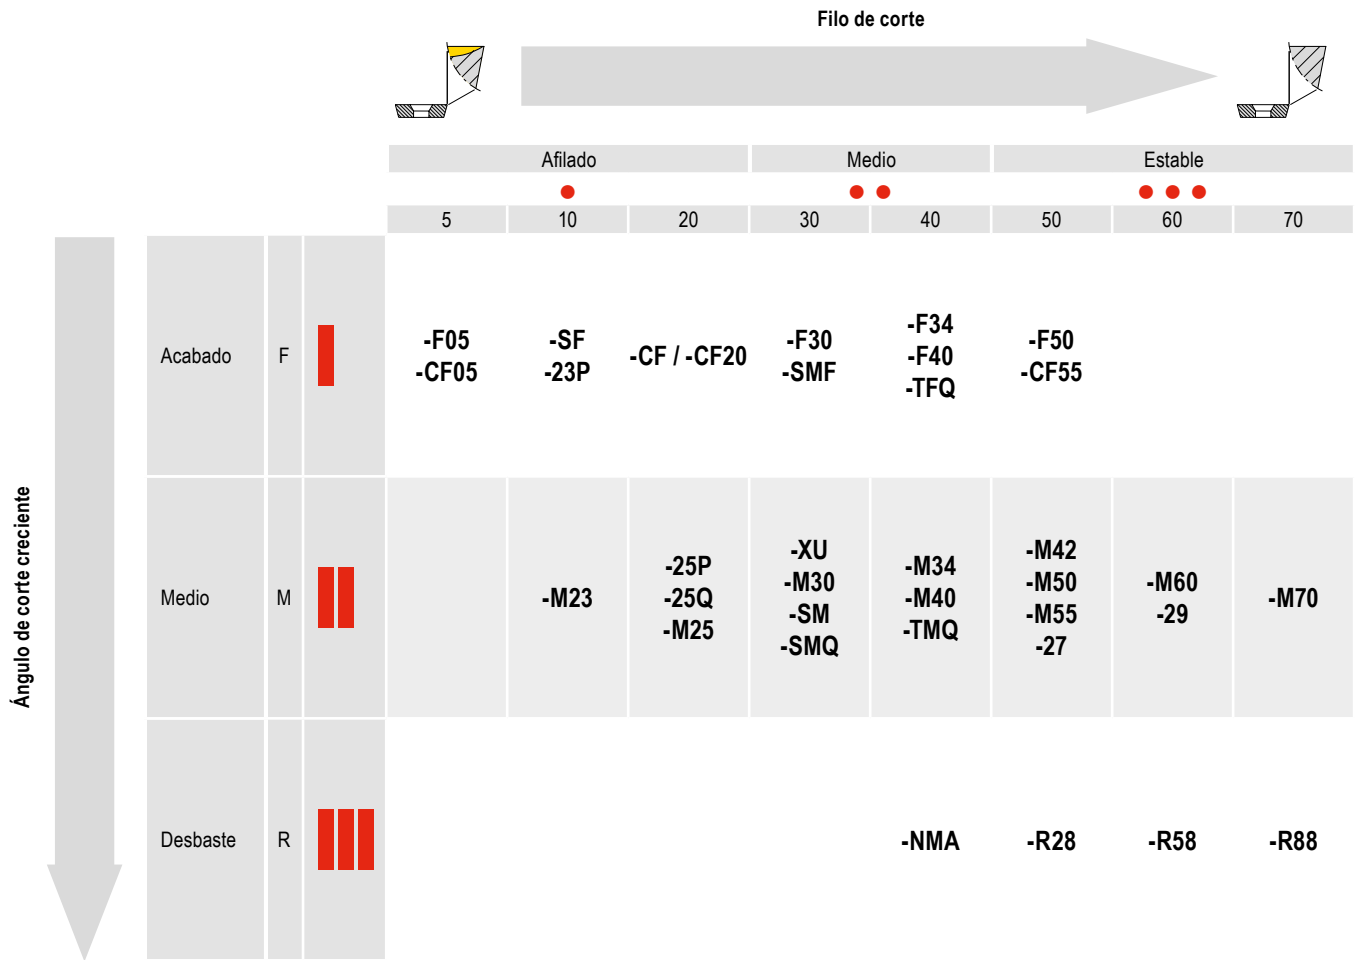 Filo de corte
Afilado Medio Estable
5 10 20 30 40 50 60 70
Ángulo de corte creciente
Acabado F
-F05
-CF05
-SF
-23P
-CF / -CF20
-F30
-SMF
-F34
-F40
-TFQ
-F50
-CF55
Medio M
-M23
-25P
-25Q
-M25
-XU
-M30
-SM
-SMQ
-M34
-M40
-TMQ
-M42
-M50
-M55
-27
-M60
-29
-M70
Desbaste R
-NMA
-R28
-R58
-R88